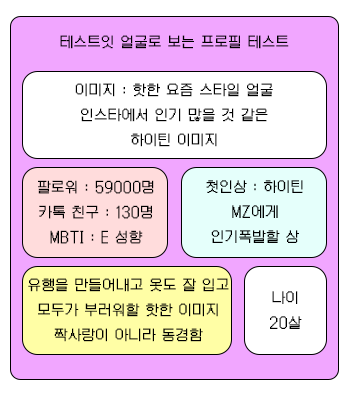 테스트잇 얼굴로 보는 프로필 테스트
이미지 : 핫한 요즘 스타일 얼굴
인스타에서 인기 많을 것 같은
하이틴 이미지
팔로워 : 59000명
카톡 친구 : 130명
MBTI : E 성향
첫인상 : 하이틴
MZ에게
인기폭발할 상
유행을 만들어내고 옷도 잘 입고
모두가 부러워할 핫한 이미지
짝사랑이 아니라 동경함
나이
20살